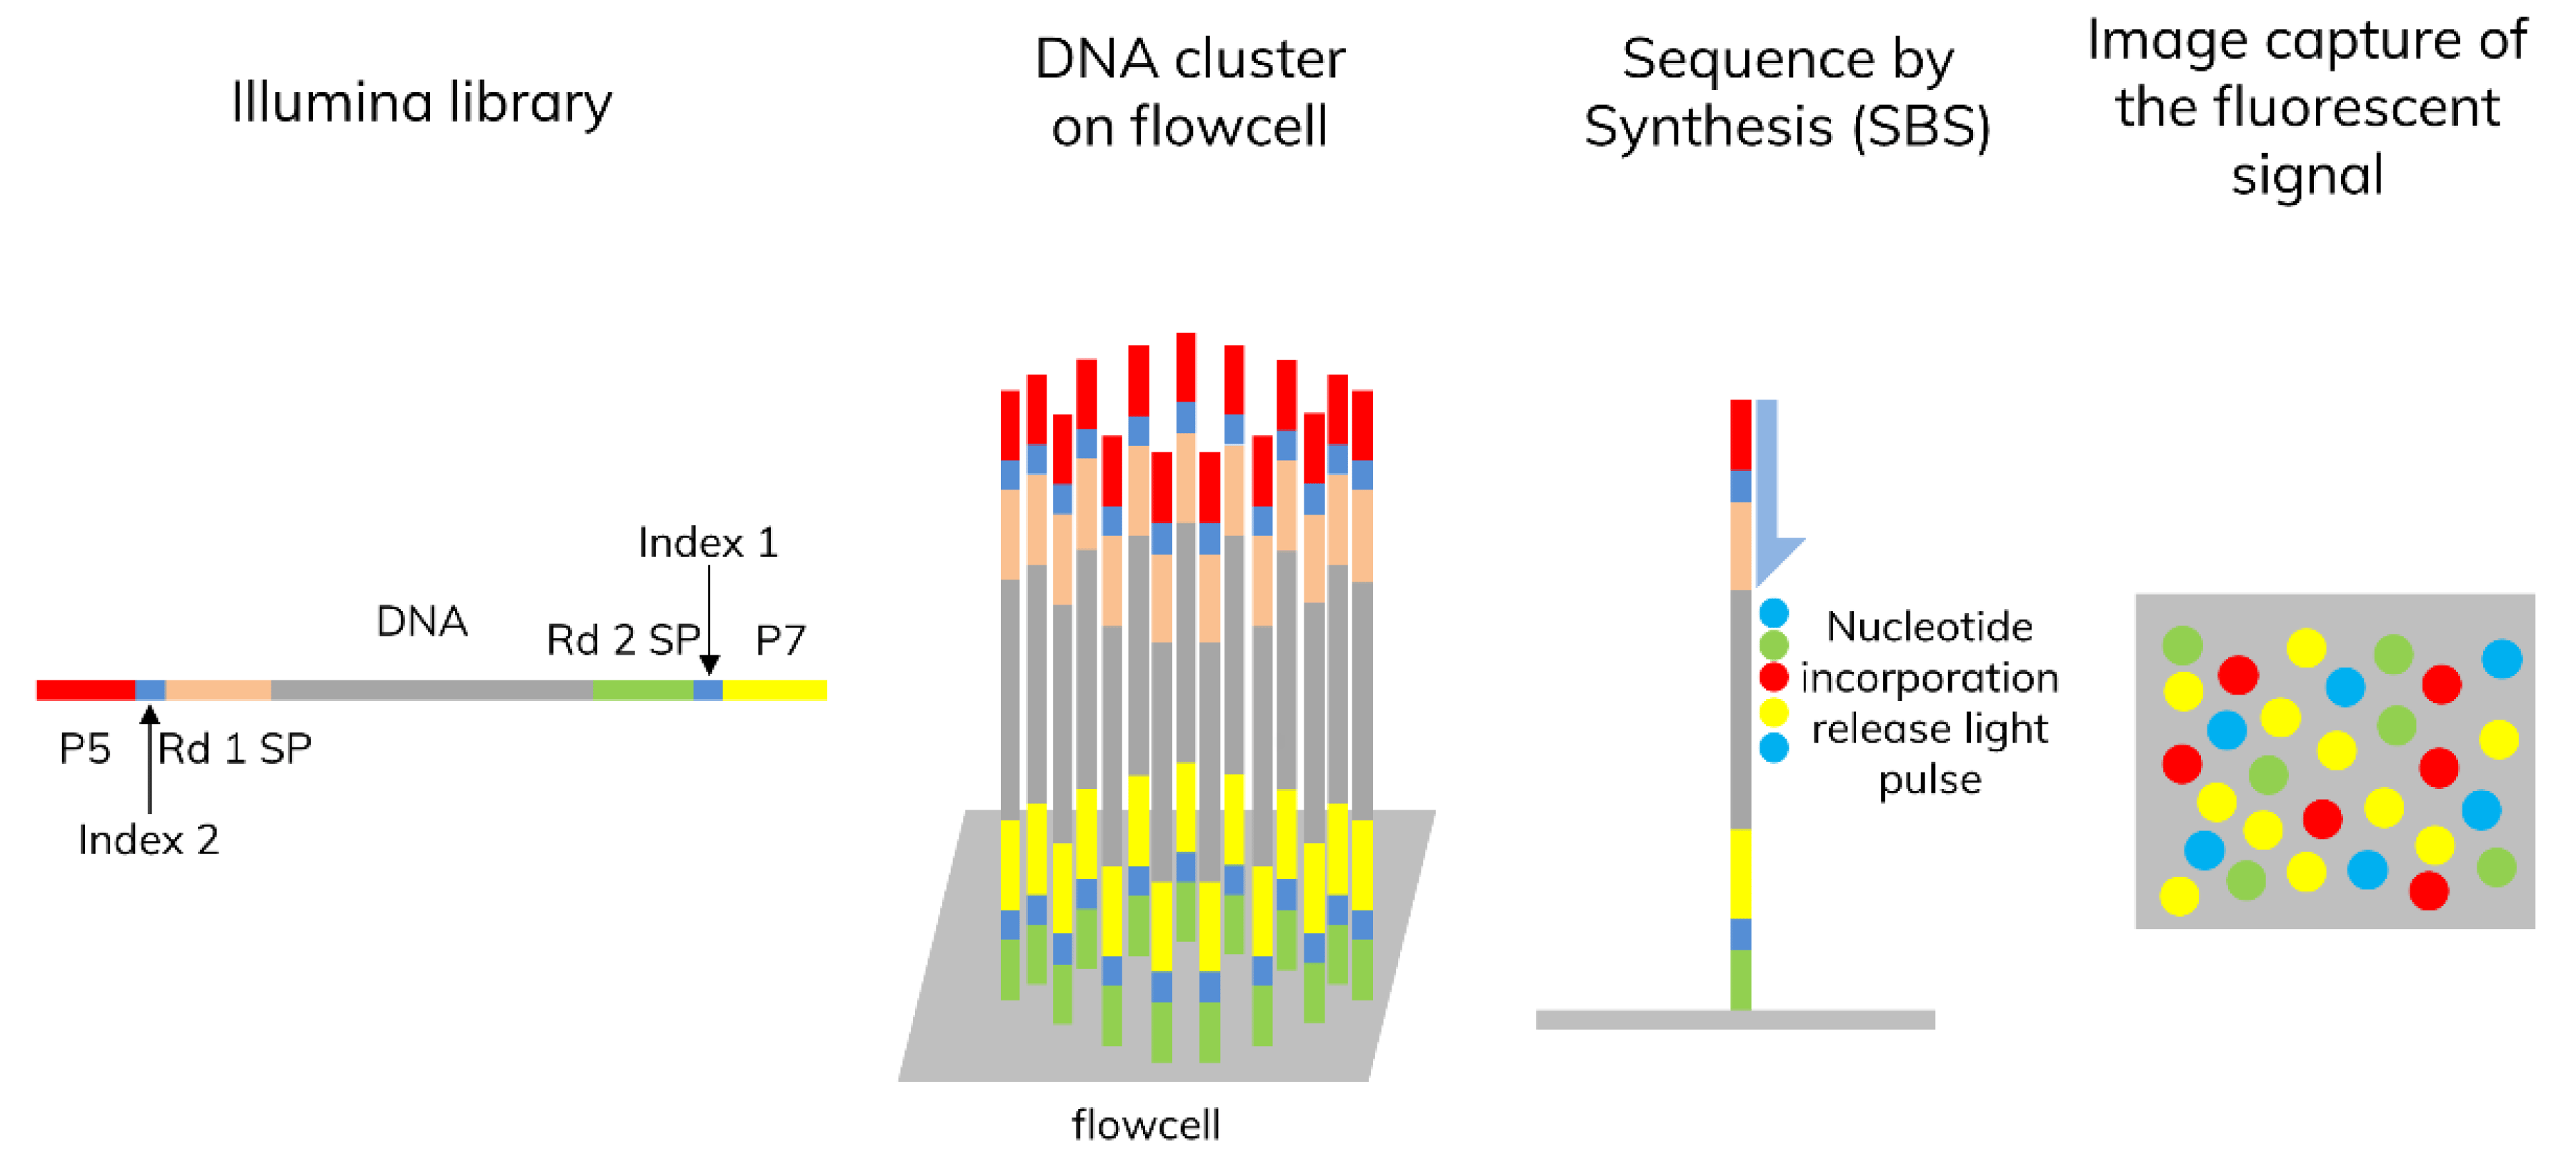 Illumina library
DNA cluster
on flowcell
Sequence by
Synthesis (SBS)
Image capture of
the fluorescent
signal
Index 1
DNA
Rd 2 SP
P7
P5
Rd 1 SP
Index 2
Nucleotide
incorporation
release light
pulse
flowcell